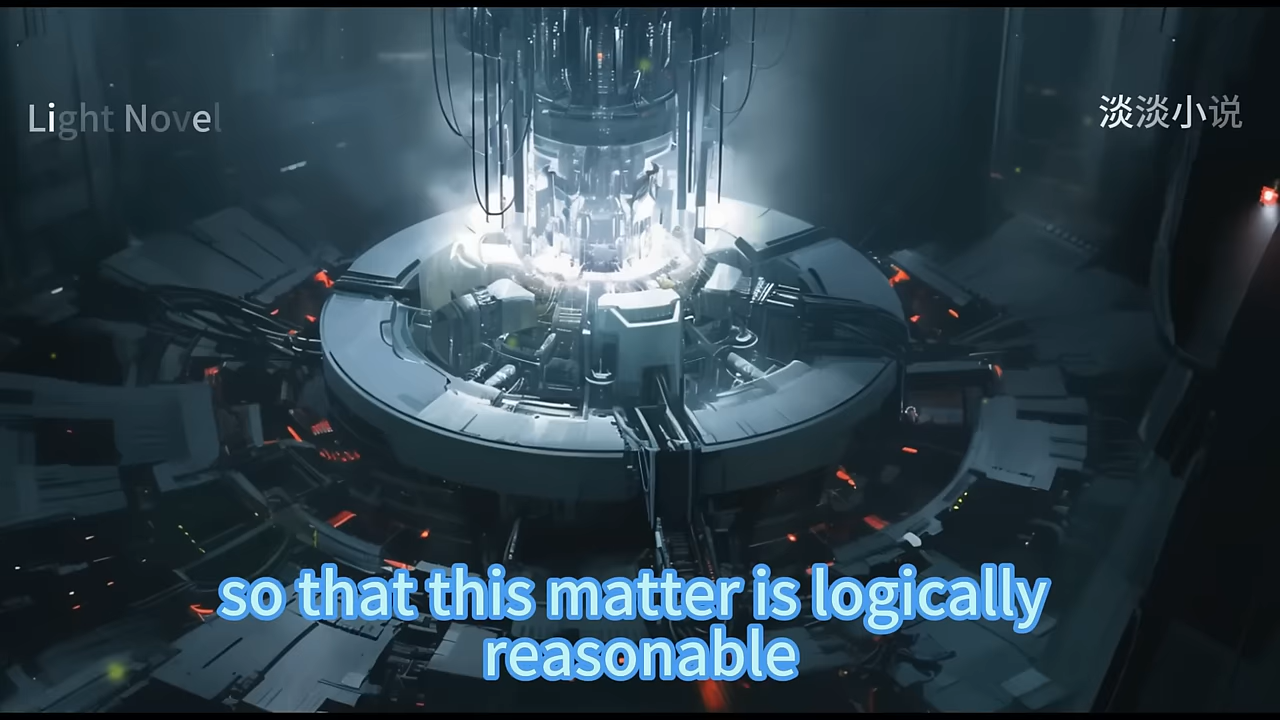 Light Novel
淡淡小说
so that this matter is logically
reasonable